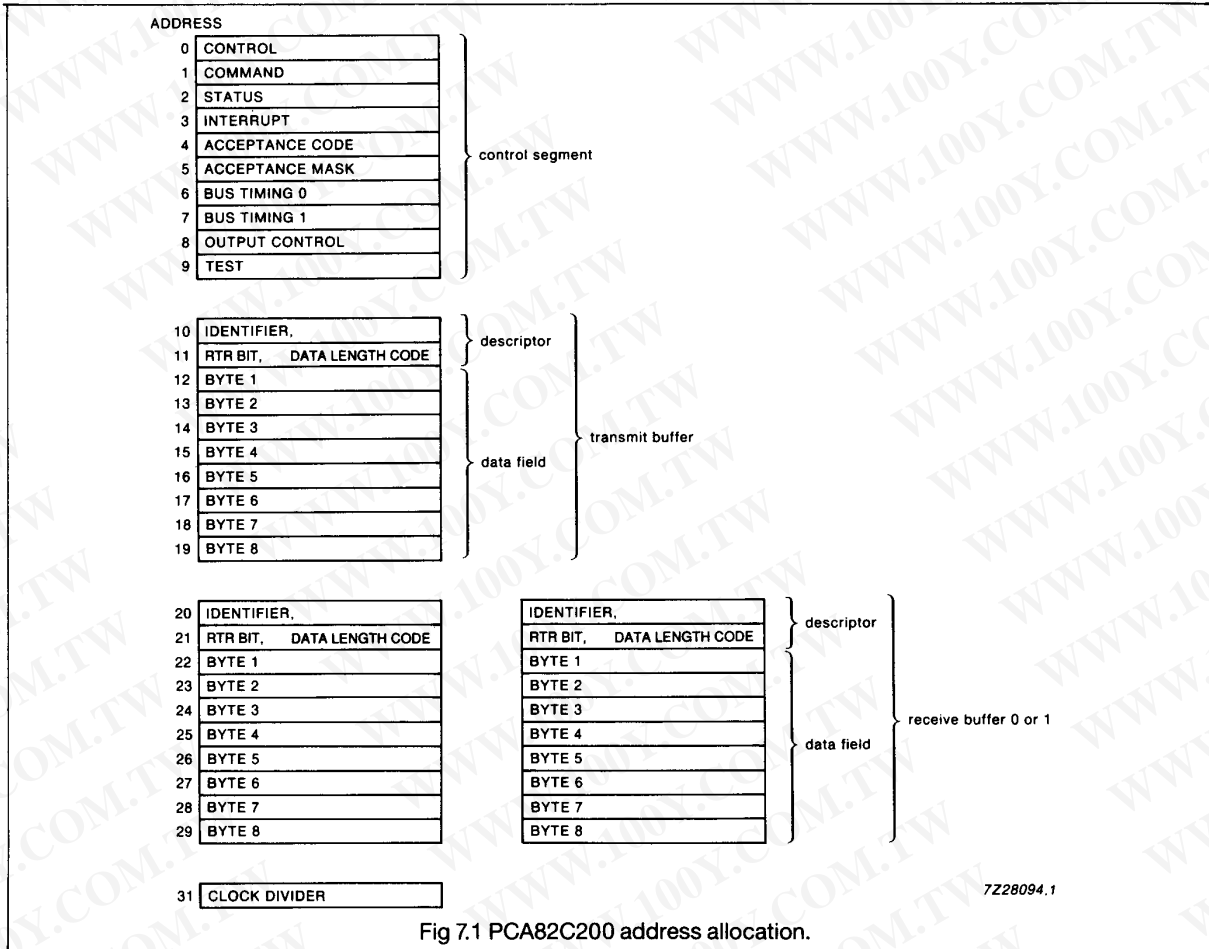 ADDRESS
0 CONTROL
1 COMMAND
2 STATUS
3 INTERRUPT
4 ACCEPTANCE CODE
5 ACCEPTANCE MASK
6 BUS TIMING 0
7 BUS TIMING 1
8 OUTPUT CONTROL
9 TEST
control segment
10 IDENTIFIER,
11 RTR BIT, DATA LENGTH CODE
12 BYTE 1
13 BYTE 2
14 BYTE 3
15 BYTE 4
16 BYTE 5
17 BYTE 6
18 BYTE 7
19 BYTE 8
descriptor
data field
transmit buffer
20 IDENTIFIER, IDENTIFIER,
21 RTR BIT, DATA LENGTH CODE RTR BIT, DATA LENGTH CODE
22 BYTE 1 BYTE 1
23 BYTE 2 BYTE 2
24 BYTE 3 BYTE 3
25 BYTE 4 BYTE 4
26 BYTE 5 BYTE 5
27 BYTE 6 BYTE 6
28 BYTE 7 BYTE 7
29 BYTE 8 BYTE 8
descriptor
data field
receive buffer 0 or 1
31 CLOCK DIVIDER
7Z28094.1
Fig 7.1 PCA82C200 address allocation.
WWW.100Y.COM.TW